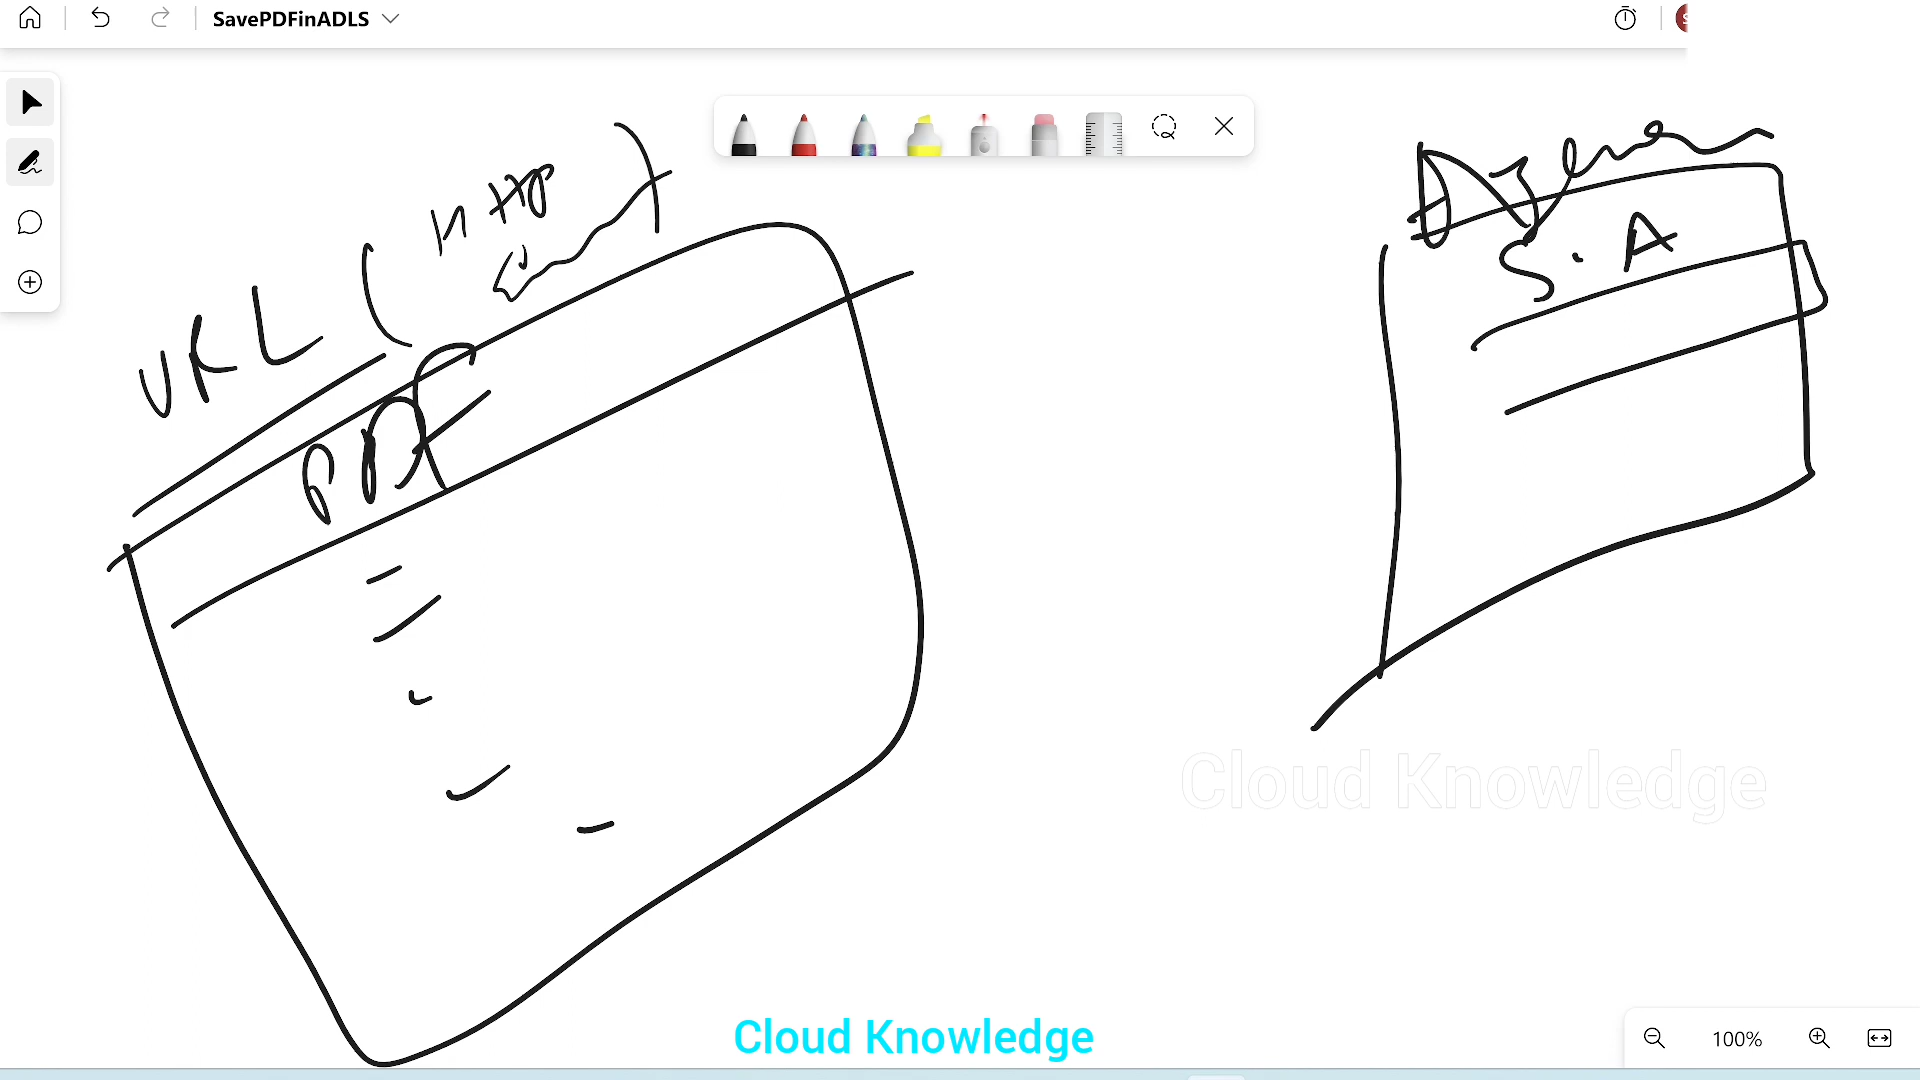 SavePDFinADLS
URL (http)
PDF
Azure
S.A
Cloud Knowledge
Cloud Knowledge
100%